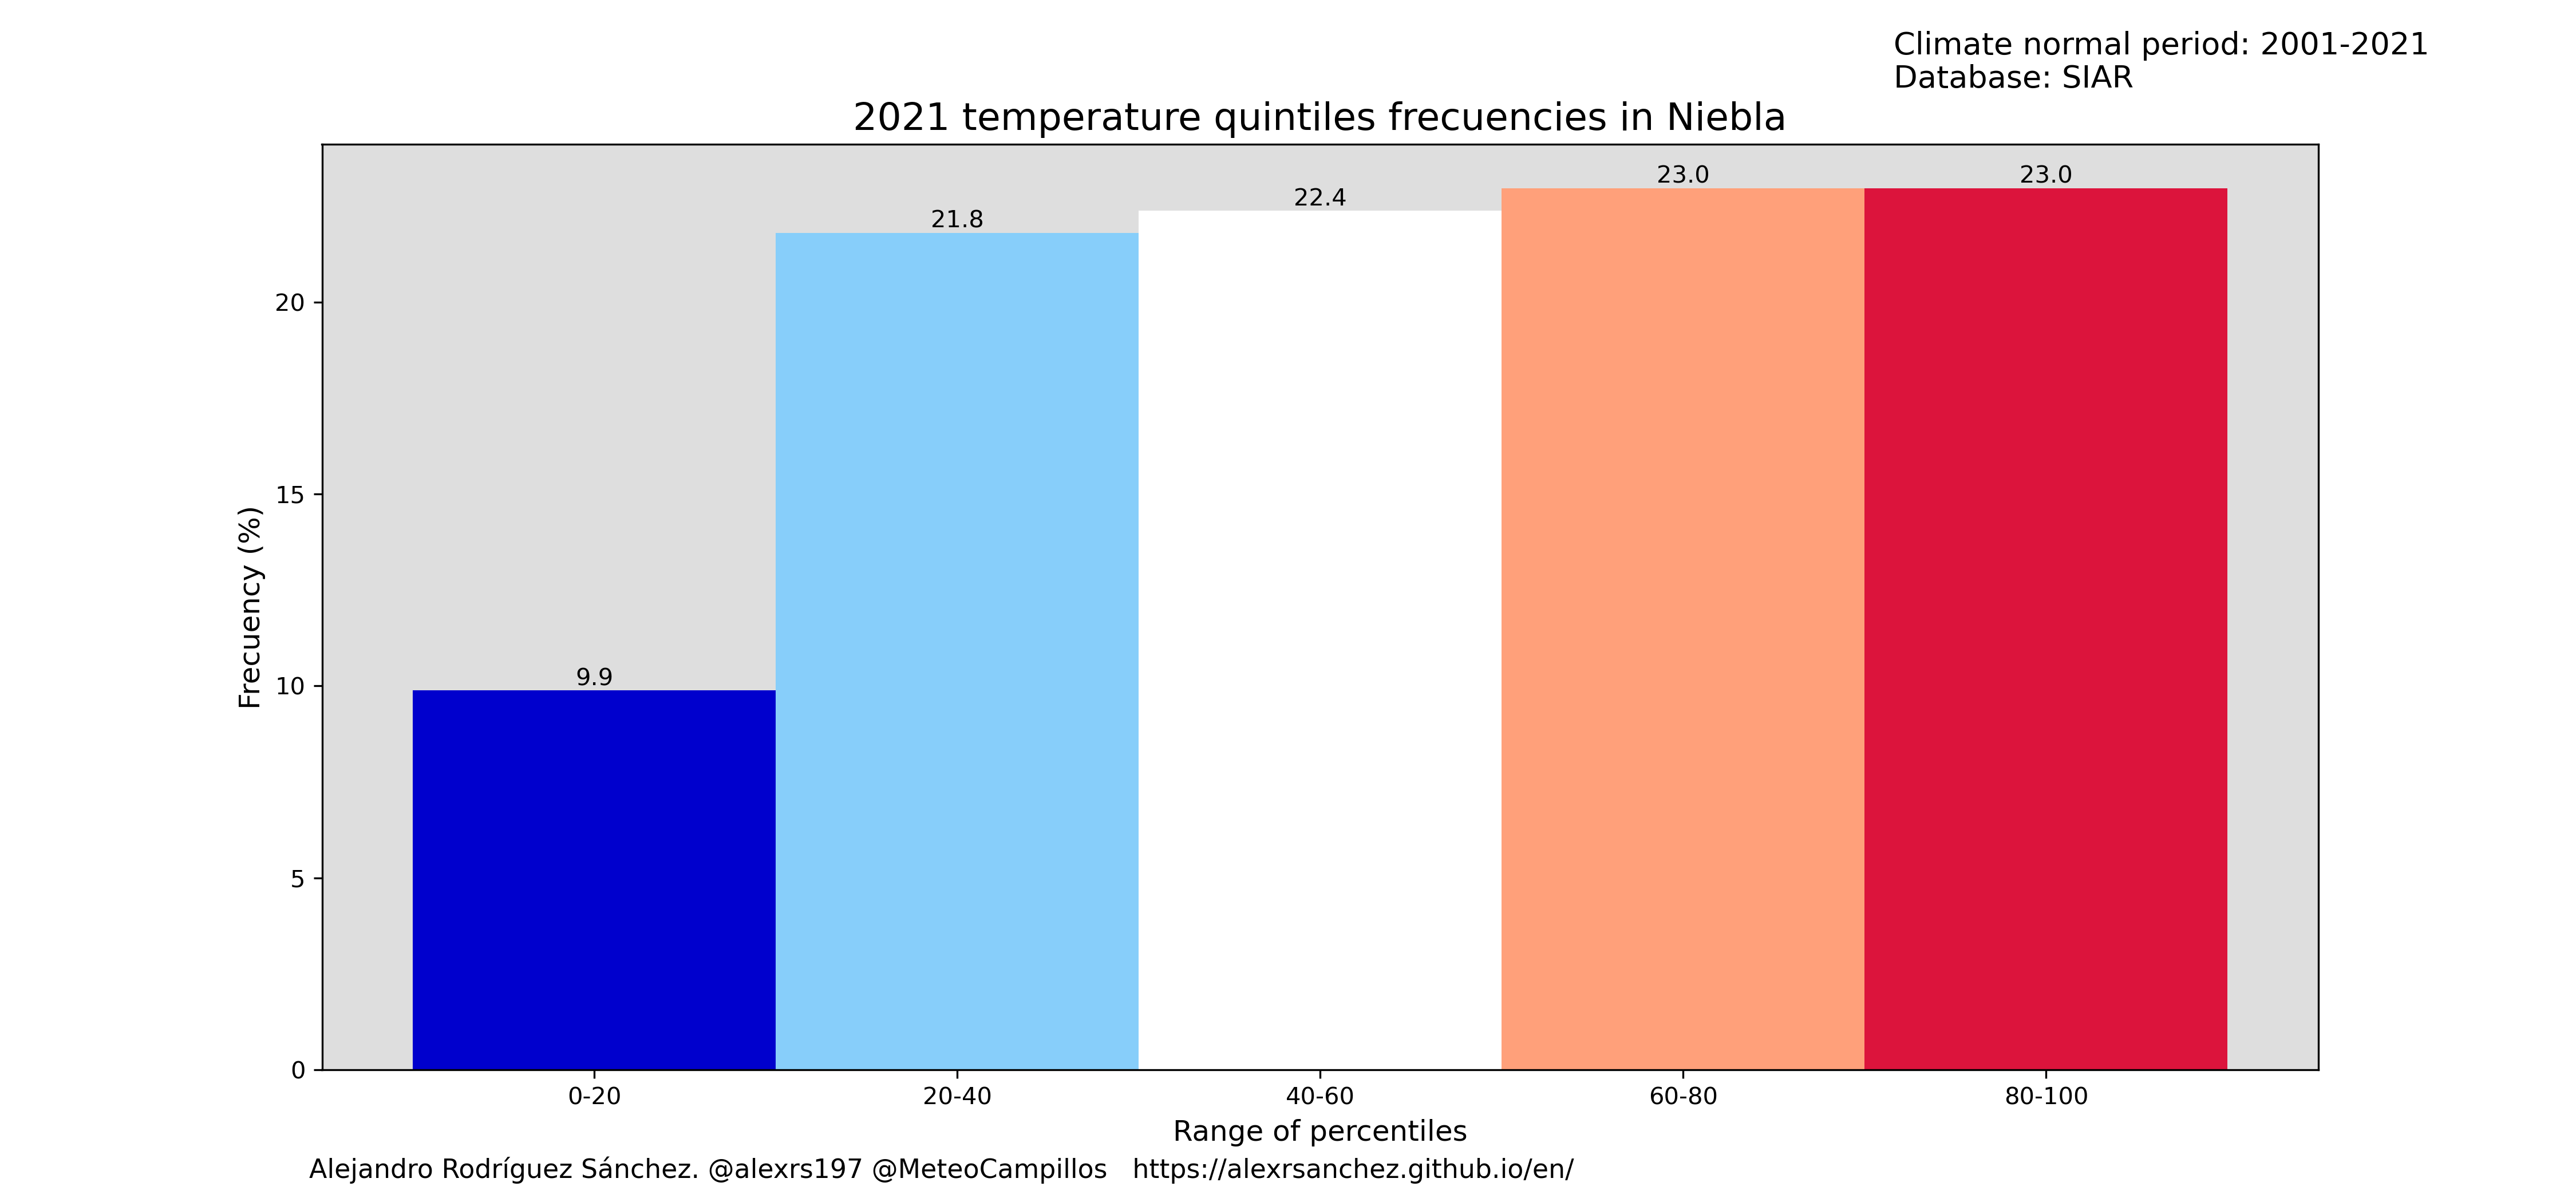 Climate normal period: 2001-2021
Database: SIAR
2021 temperature quintiles frecuencies in Niebla
23.0
23.0
22.4
21.8
20
15
Frecuency (%)
9.9
10
5
0
0-20
20-40
40-60
60-80
80-100
Range of percentiles
Alejandro Rodríguez Sánchez. @alexrs197 @MeteoCampillos https://alexrsanchez.github.io/en/